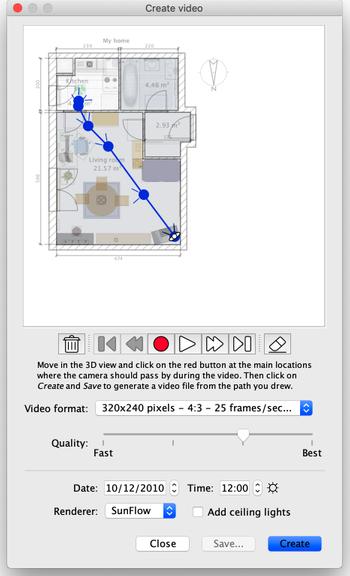 Create video
My home
234
220
Kitchen
4.46 m²
2.93 m²
Living room
21.57 m²
N
474
Move in the 3D view and click on the red button at the main locations
where the camera should pass by during the video. Then click on
Create and Save to generate a video file from the path you drew.
Video format: 320x240 pixels – 4:3 – 25 frames/sec...
Quality:
Fast Best
Date: 10/12/2010 Time: 12:00
Renderer: SunFlow Add ceiling lights
Close Save... Create